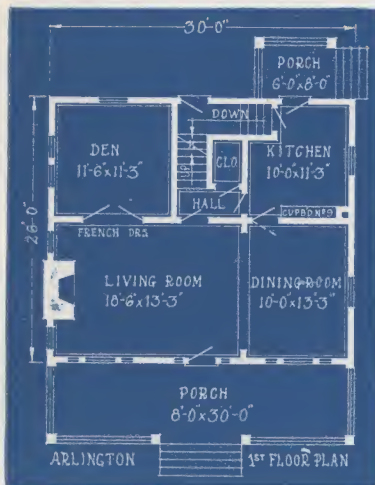 30'-0"
PORCH
6'-0"x8'-0"
DOWN
DEN
11'-6"x11'-3"
UP
CLO.
KITCHEN
10'-0"x11'-3"
HALL
26'-0"
FRENCH DRS.
LIVING ROOM
18'-6"x13'-3"
DINING ROOM
10'-0"x13'-3"
PORCH
8'-0"x30'-0"
ARLINGTON
1ST FLOOR PLAN